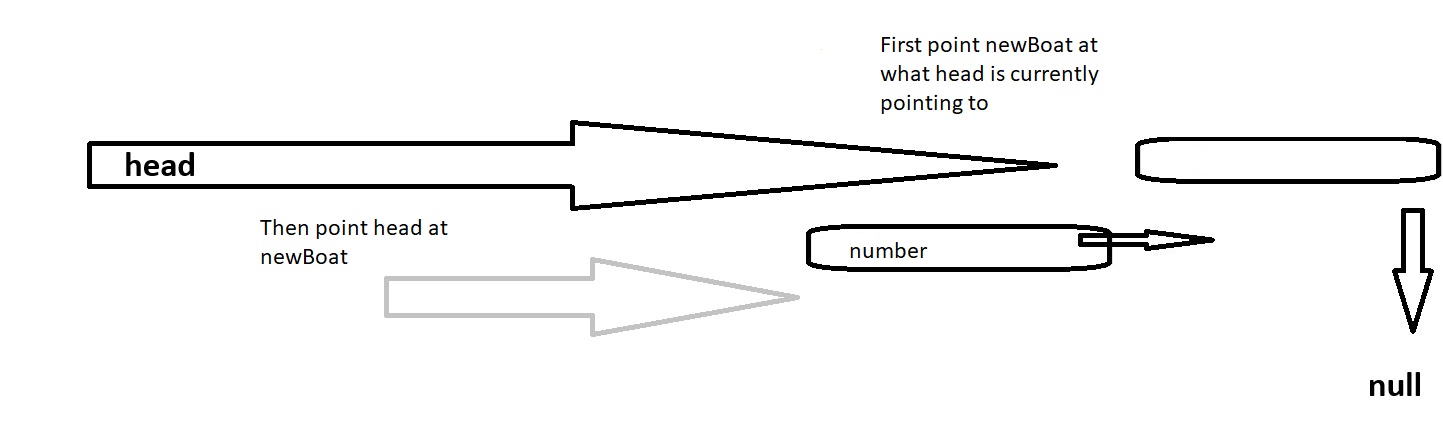 First point newBoat at
what head is currently
pointing to
head
Then point head at
newBoat
number
null